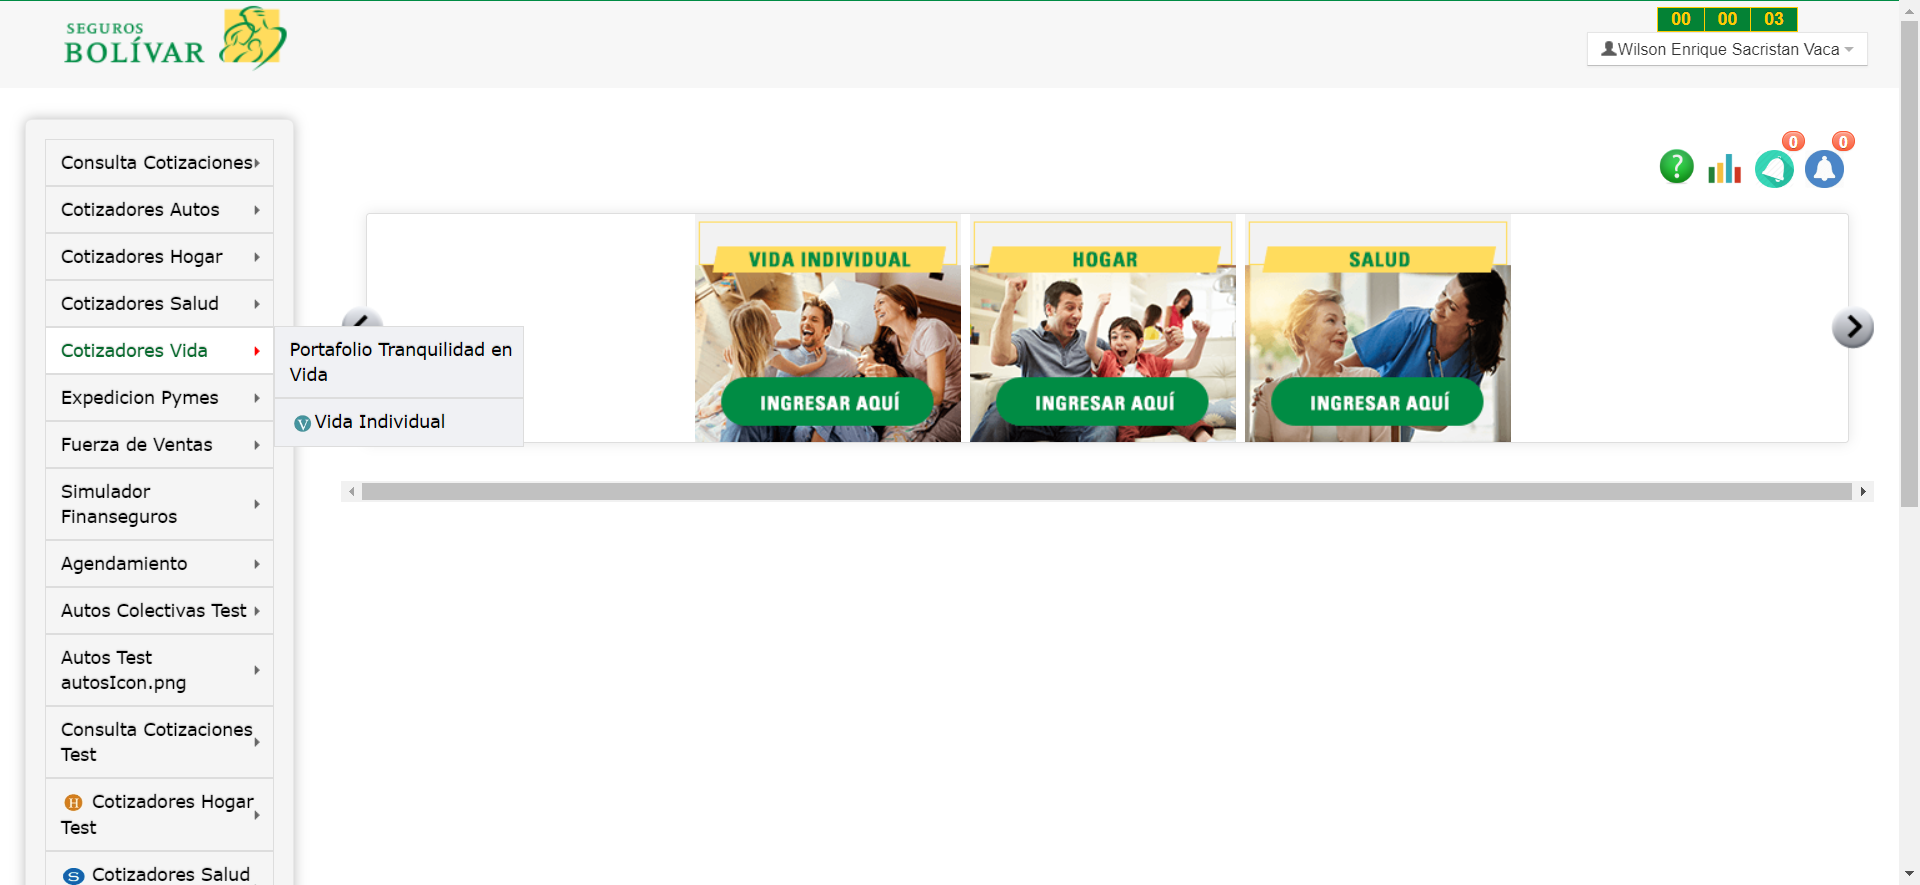 SEGUROS
BOLÍVAR
00 00 03
Wilson Enrique Sacristan Vaca
Consulta Cotizaciones
Cotizadores Autos
Cotizadores Hogar
Cotizadores Salud
Cotizadores Vida
Expedicion Pymes
Fuerza de Ventas
Simulador
Finanseguros
Agendamiento
Autos Colectivas Test
Autos Test
autosIcon.png
Consulta Cotizaciones
Test
H Cotizadores Hogar
Test
S Cotizadores Salud
Portafolio Tranquilidad en
Vida
V Vida Individual
?
0
0
VIDA INDIVIDUAL
INGRESAR AQUÍ
HOGAR
INGRESAR AQUÍ
SALUD
INGRESAR AQUÍ